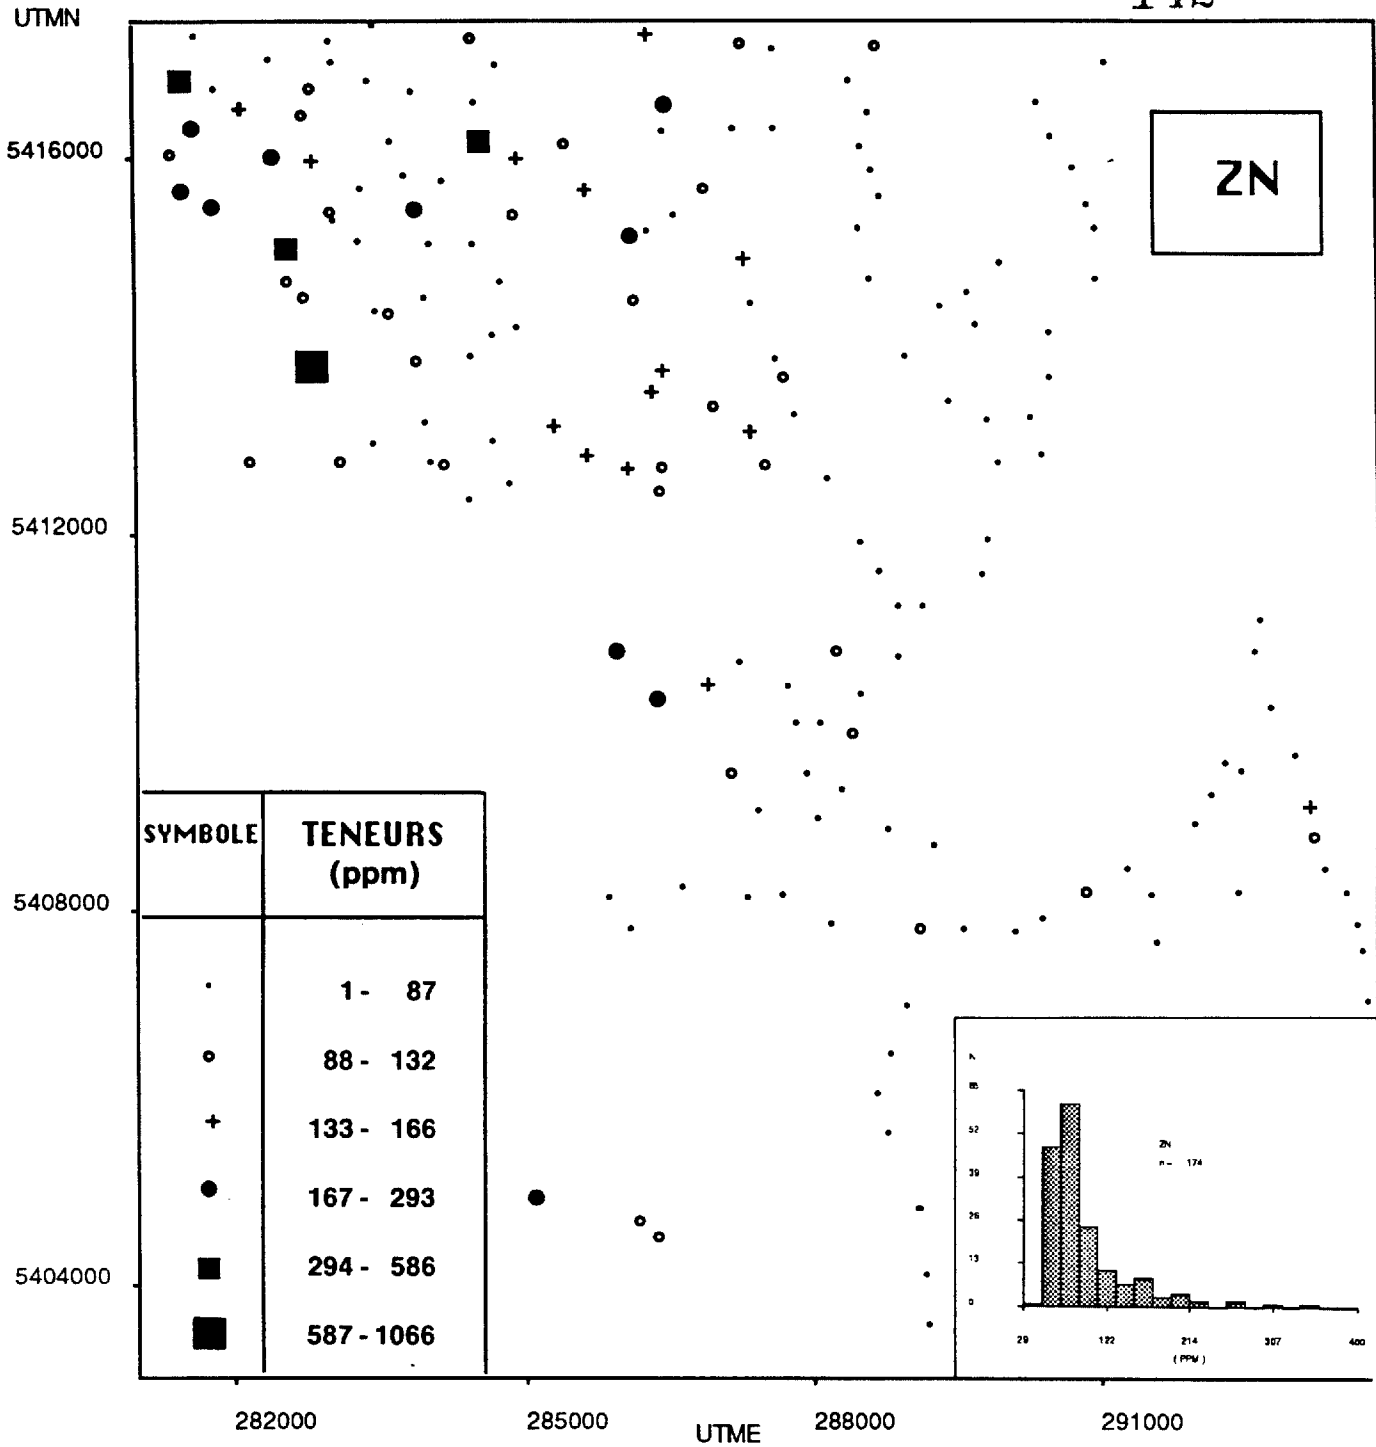 UTMN
5416000
ZN
5412000
SYMBOLE TENEURS
(ppm)
5408000
1 - 87
88 - 132
133 - 166
167 - 293
5404000
294 - 586
587 - 1066
N
52
39
26
13
0
ZN
n = 174
29 122 214 307 400
(PPM)
282000 285000 288000 291000
UTME